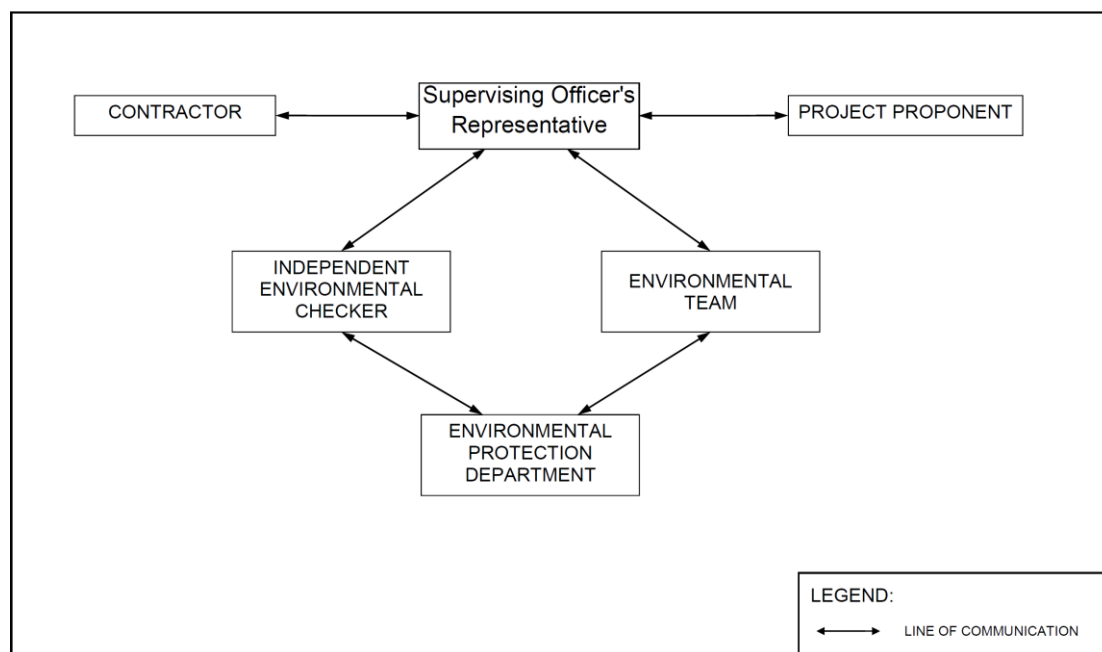 CONTRACTOR
Supervising Officer's
Representative
PROJECT PROPONENT
INDEPENDENT
ENVIRONMENTAL
CHECKER
ENVIRONMENTAL
TEAM
ENVIRONMENTAL
PROTECTION
DEPARTMENT
LEGEND:
LINE OF COMMUNICATION